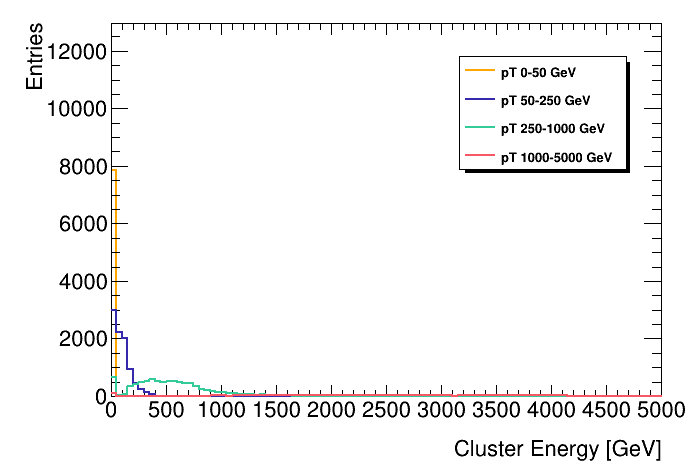 Entries
12000
10000
8000
6000
4000
2000
0
pT 0-50 GeV
pT 50-250 GeV
pT 250-1000 GeV
pT 1000-5000 GeV
0 500 1000 1500 2000 2500 3000 3500 4000 4500 5000
Cluster Energy [GeV]